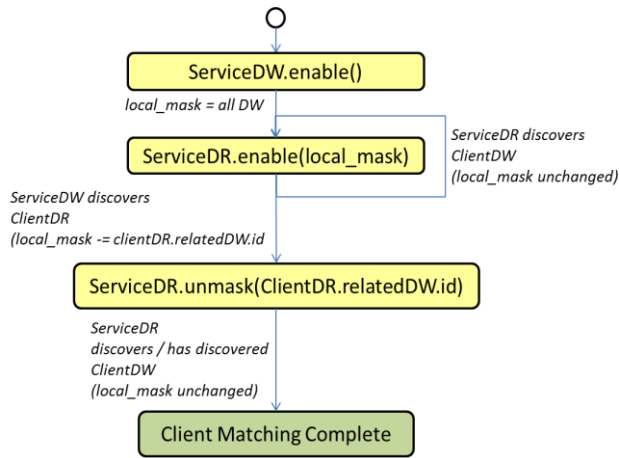 ServiceDW.enable()
local_mask = all DW
ServiceDR.enable(local_mask)
ServiceDR discovers
ClientDW
(local_mask unchanged)
ServiceDW discovers
ClientDR
(local_mask -= clientDR.relatedDW.id
ServiceDR.unmask(ClientDR.relatedDW.id)
ServiceDR
discovers / has discovered
ClientDW
(local_mask unchanged)
Client Matching Complete